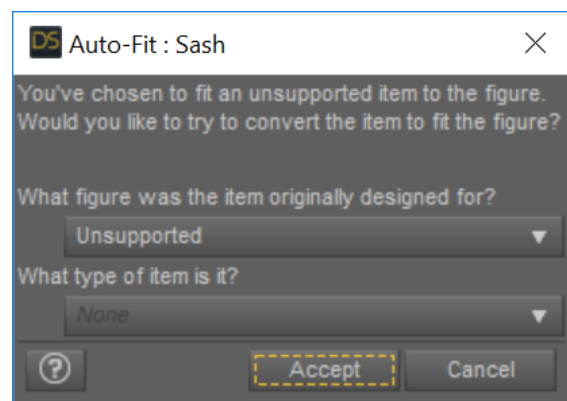 DS Auto-Fit : Sash
You've chosen to fit an unsupported item to the figure.
Would you like to try to convert the item to fit the figure?
What figure was the item originally designed for?
Unsupported
What type of item is it?
None
? Accept Cancel